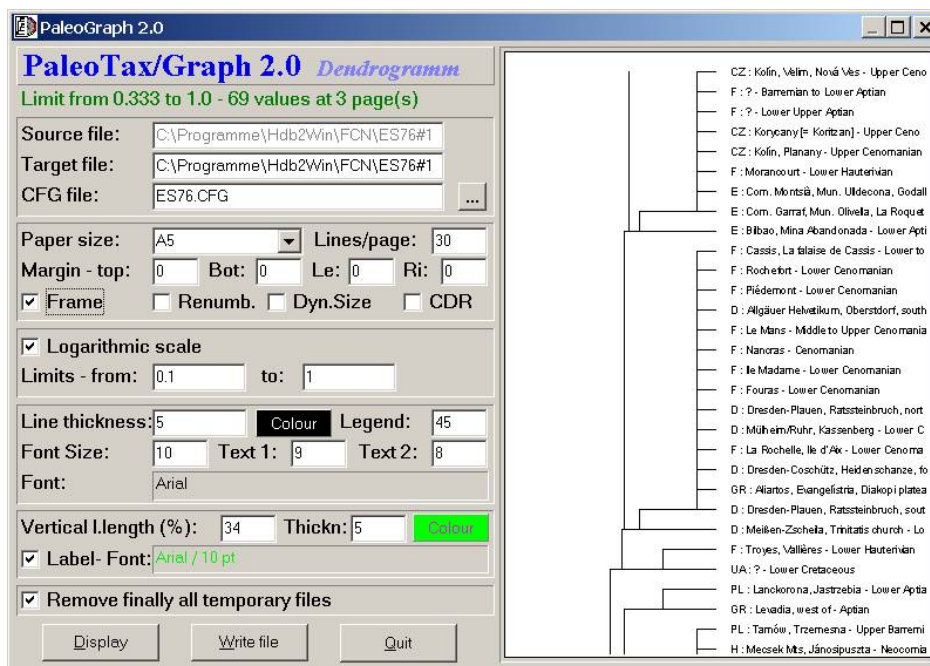 PaleoGraph 2.0
PaleoTax/Graph 2.0 Dendrogramm
Limit from 0.333 to 1.0 - 69 values at 3 page(s)
Source file: C:\Programme\Hdb2Win\FCN\ES76#1
Target file: C:\Programme\Hdb2Win\FCN\ES76#1
CFG file: ES76.CFG ...
Paper size: A5 Lines/page: 30
Margin - top: 0 Bot: 0 Le: 0 Ri: 0
Frame Renumb. Dyn.Size CDR
Logarithmic scale
Limits - from: 0.1 to: 1
Line thickness: 5 Colour Legend: 45
Font Size: 10 Text 1: 9 Text 2: 8
Font: Arial
Vertical l.length (%): 34 Thickn: 5 Colour
Label- Font: Arial / 10 pt
Remove finally all temporary files
Display Write file Quit
CZ : Kolín, Velim, Nová Ves - Upper Ceno
F : ? - Barremian to Lower Aptian
F : ? - Lower Upper Aptian
CZ : Korycany [= Koritzan] - Upper Ceno
CZ : Kolín, Planany - Upper Cenomanian
F : Morancourt - Lower Hauterivian
E : Com. Montsià, Mun. Ulldecona, Godall
E : Com. Garraf, Mun. Olivella, La Roquet
E : Bilbao, Mina Abandonada - Lower Apti
F : Cassis, La falaise de Cassis - Lower to
F : Rochefort - Lower Cenomanian
F : Piédemont - Lower Cenomanian
D : Allgäuer Helvetikum, Oberstdorf, south
F : Le Mans - Middle to Upper Cenomania
F : Nancras - Cenomanian
F : Ile Madame - Lower Cenomanian
F : Fouras - Lower Cenomanian
D : Dresden-Plauen, Ratssteinbruch, nort
D : Mülheim/Ruhr, Kassenberg - Lower C
F : La Rochelle, Ile d'Aix - Lower Cenoma
D : Dresden-Coschütz, Heidenschanze, fo
GR : Aliartos, Evangelistria, Diakopi platea
D : Dresden-Plauen, Ratssteinbruch, sout
D : Meißen-Zscheila, Trinitatis church - Lo
F : Troyes, Vallières - Lower Hauterivian
UA : ? - Lower Cretaceous
PL : Lanckorona, Jastrzebia - Lower Aptia
GR : Levadia, west of - Aptian
PL : Tarnów, Trzemesna - Upper Barremi
H : Mecsek Mts, Jánosipuszta - Neocomia